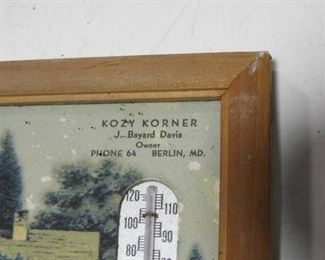 KOZY KORNER
J. Bayard Davis
Owner
PHONE 64 BERLIN, MD.
120
110
100
90
80